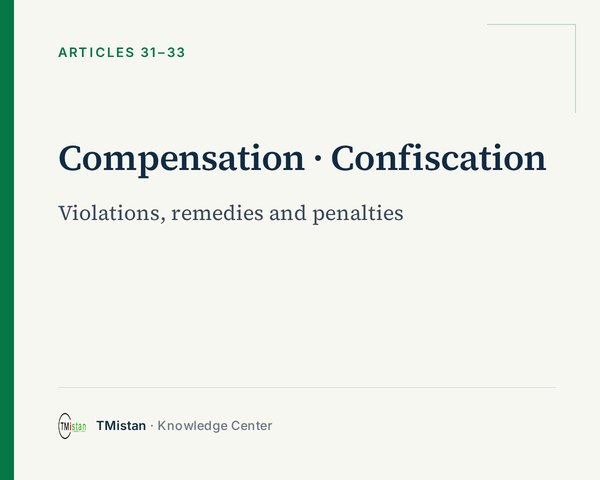 ARTICLES 31–33
Compensation · Confiscation
Violations, remedies and penalties
TMistan TMistan · Knowledge Center